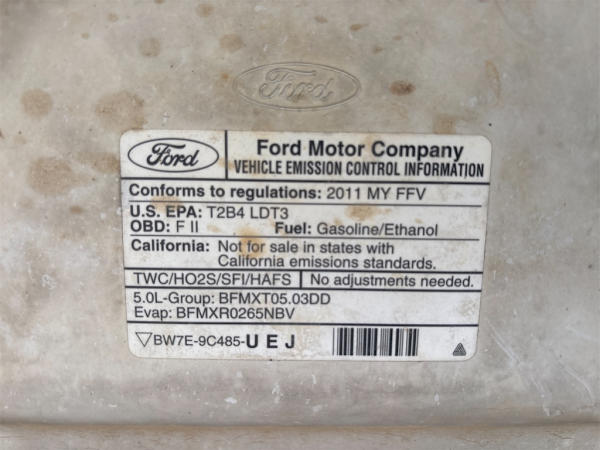 Ford
Ford
Ford Motor Company
VEHICLE EMISSION CONTROL INFORMATION
Conforms to regulations: 2011 MY FFV
U.S. EPA: T2B4 LDT3
OBD: F II Fuel: Gasoline/Ethanol
California: Not for sale in states with
California emissions standards.
TWC/HO2S/SFI/HAFS No adjustments needed.
5.0L-Group: BFMXT05.03DD
Evap: BFMXR0265NBV
▽BW7E-9C485-UEJ